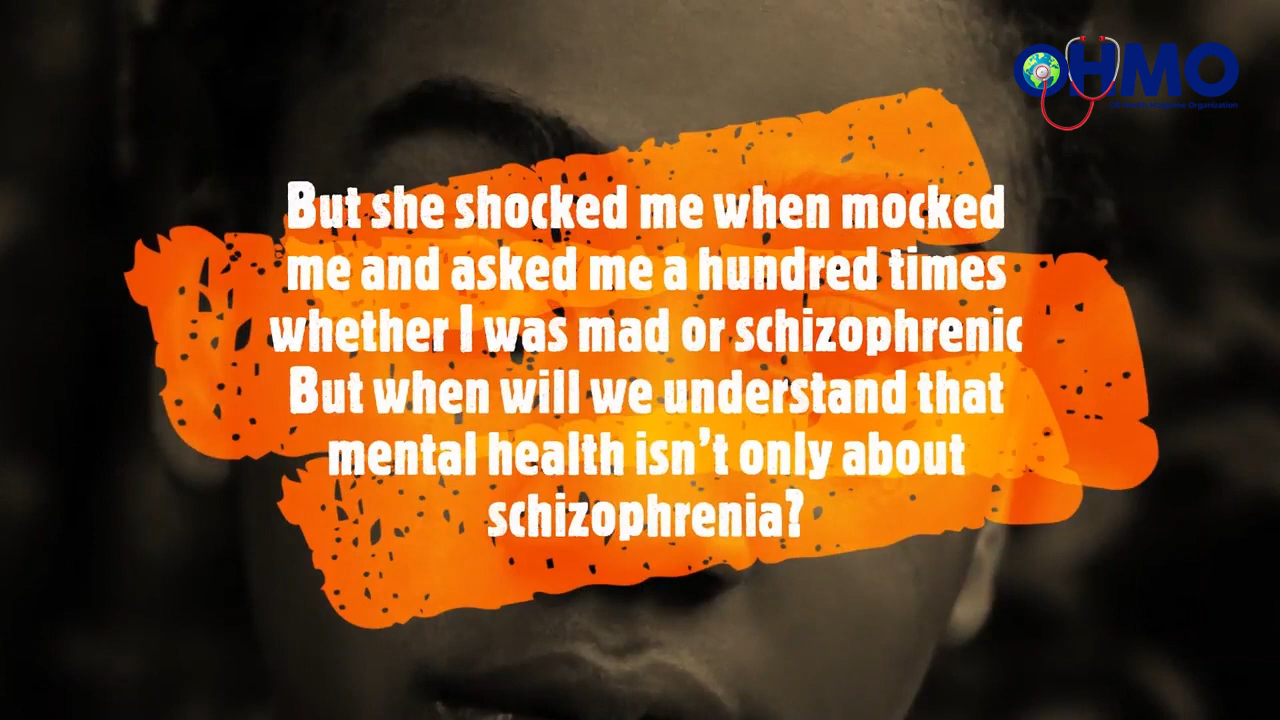 OHMO
But she shocked me when mocked
me and asked me a hundred times
whether I was mad or schizophrenic
But when will we understand that
mental health isn't only about
schizophrenia?